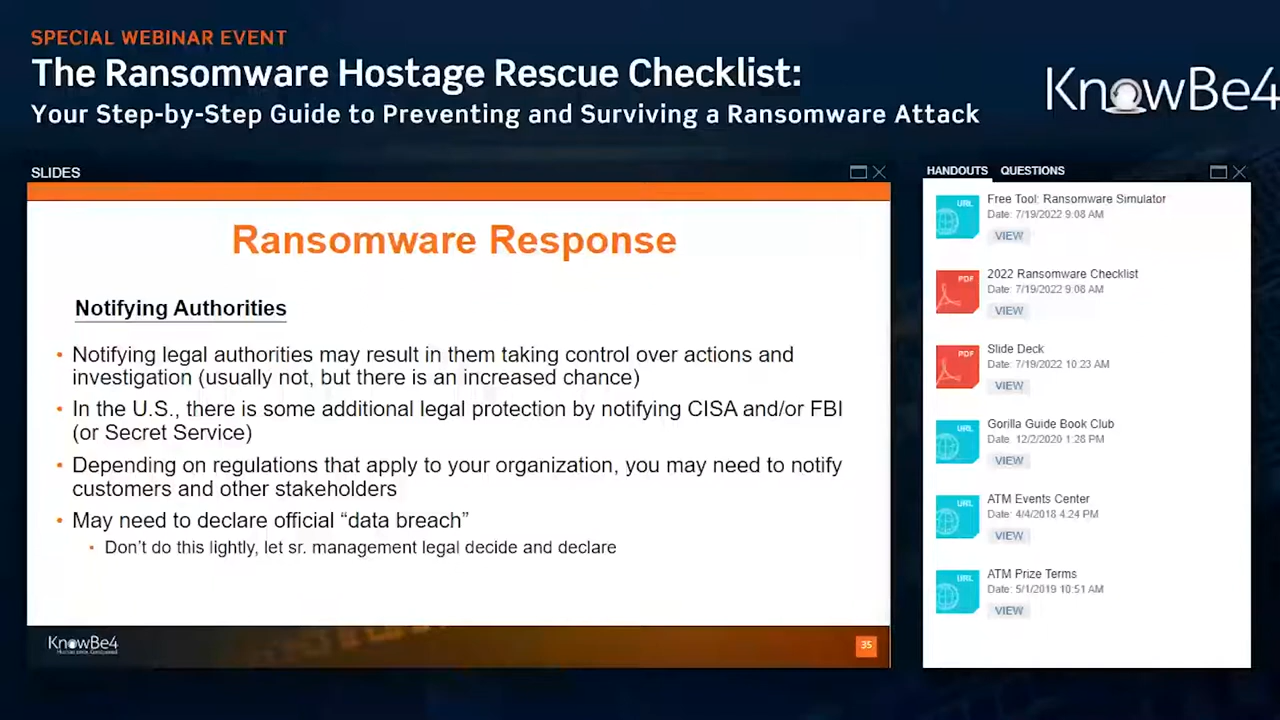 SPECIAL WEBINAR EVENT
The Ransomware Hostage Rescue Checklist:
Your Step-by-Step Guide to Preventing and Surviving a Ransomware Attack
KnowBe4
SLIDES
Ransomware Response
Notifying Authorities
• Notifying legal authorities may result in them taking control over actions and
investigation (usually not, but there is an increased chance)
• In the U.S., there is some additional legal protection by notifying CISA and/or FBI
(or Secret Service)
• Depending on regulations that apply to your organization, you may need to notify
customers and other stakeholders
• May need to declare official “data breach”
• Don’t do this lightly, let sr. management legal decide and declare
KnowBe4
35
HANDOUTS QUESTIONS
URL
Free Tool: Ransomware Simulator
Date: 7/19/2022 9:08 AM
VIEW
PDF
2022 Ransomware Checklist
Date: 7/19/2022 9:08 AM
VIEW
PDF
Slide Deck
Date: 7/19/2022 10:23 AM
VIEW
URL
Gorilla Guide Book Club
Date: 12/2/2020 1:28 PM
VIEW
URL
ATM Events Center
Date: 4/4/2018 4:24 PM
VIEW
URL
ATM Prize Terms
Date: 5/1/2019 10:51 AM
VIEW